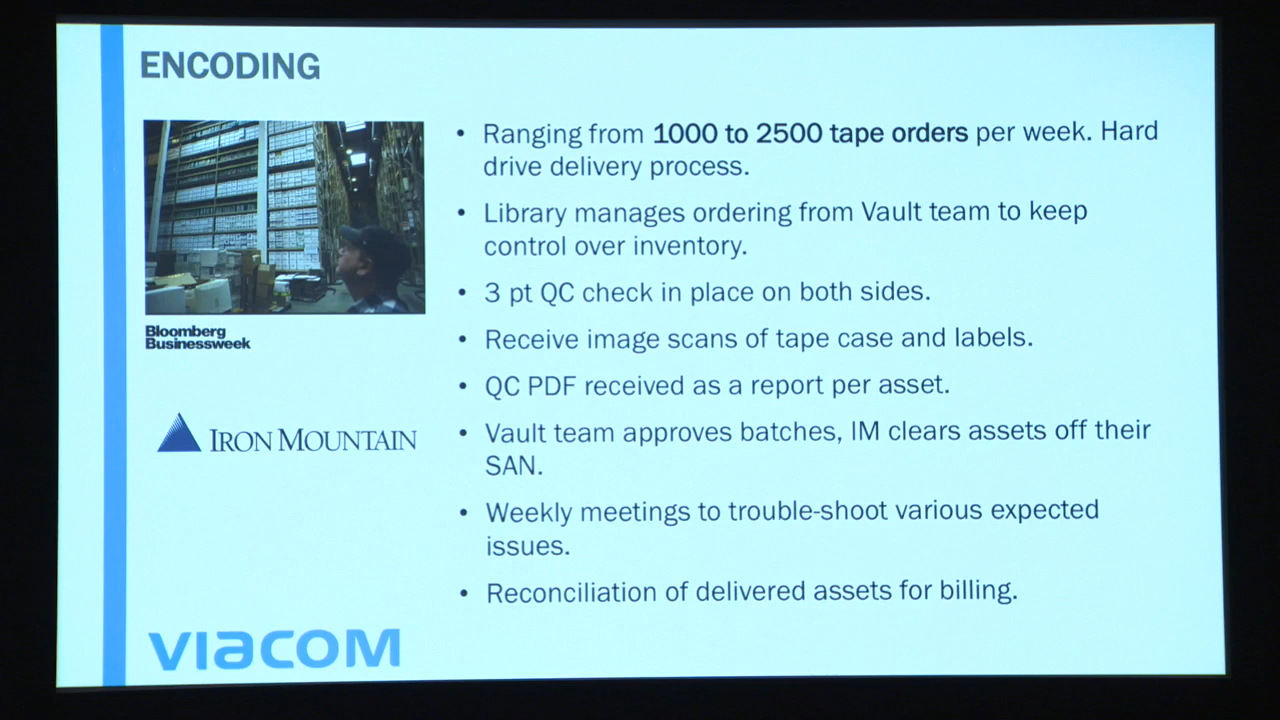 ENCODING
• Ranging from 1000 to 2500 tape orders per week. Hard
drive delivery process.
• Library manages ordering from Vault team to keep
control over inventory.
• 3 pt QC check in place on both sides.
• Receive image scans of tape case and labels.
• QC PDF received as a report per asset.
• Vault team approves batches, IM clears assets off their
SAN.
• Weekly meetings to trouble-shoot various expected
issues.
• Reconciliation of delivered assets for billing.
Bloomberg
Businessweek
IRON MOUNTAIN
VIACOM